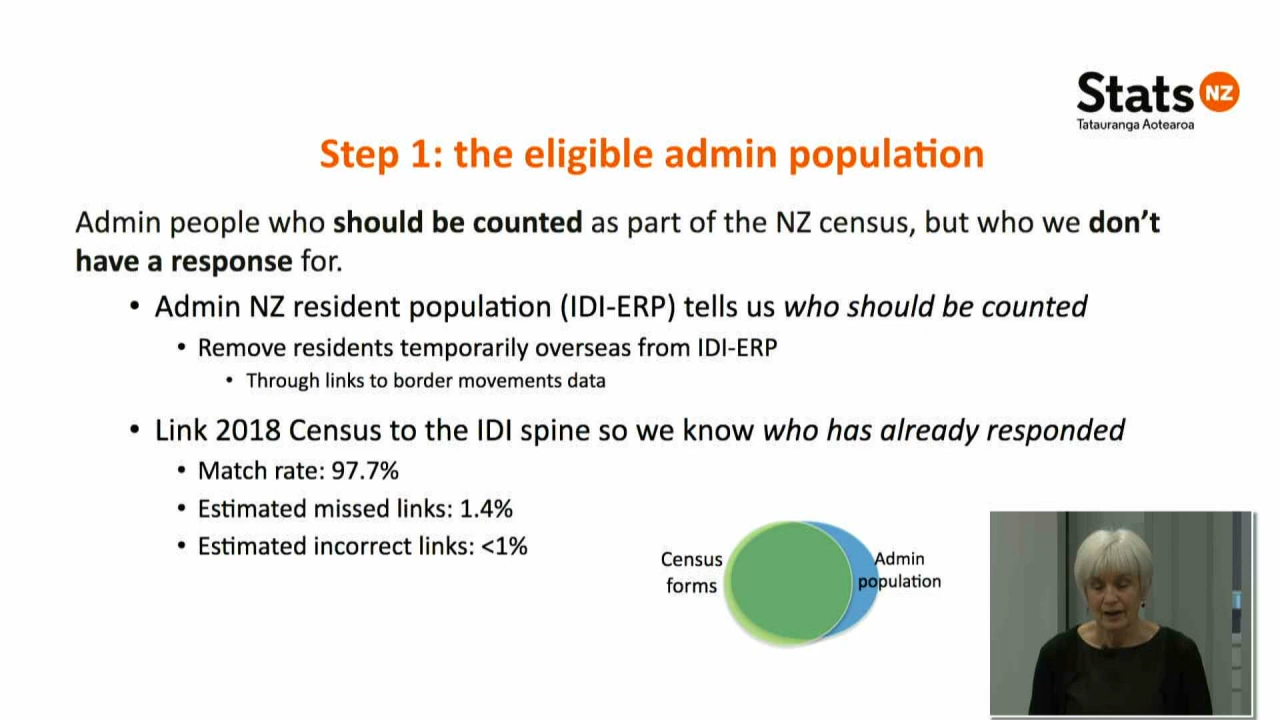 Stats NZ
Tatauranga Aotearoa
Step 1: the eligible admin population
Admin people who should be counted as part of the NZ census, but who we don't
have a response for.
• Admin NZ resident population (IDI-ERP) tells us who should be counted
• Remove residents temporarily overseas from IDI-ERP
• Through links to border movements data
• Link 2018 Census to the IDI spine so we know who has already responded
• Match rate: 97.7%
• Estimated missed links: 1.4%
• Estimated incorrect links: <1%
Census
forms
Admin
population